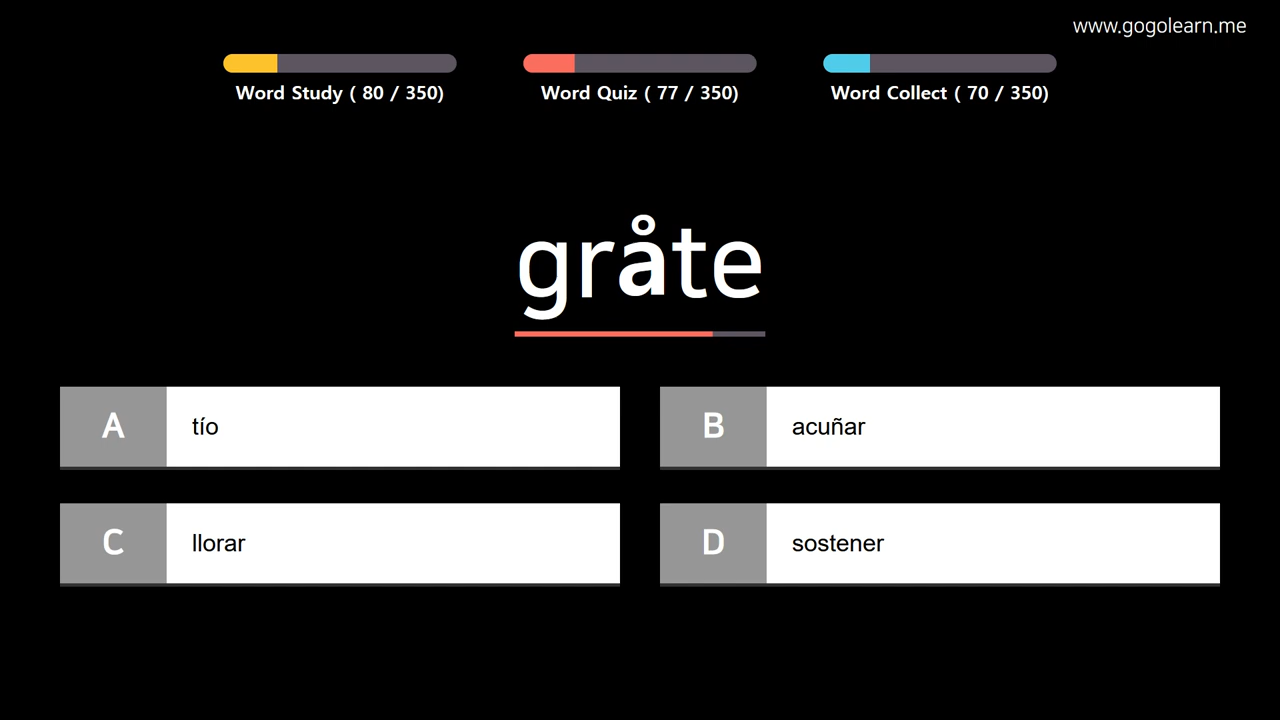 www.gogolearn.me
Word Study ( 80 / 350)
Word Quiz ( 77 / 350)
Word Collect ( 70 / 350)
gråte
A tío
B acuñar
C llorar
D sostener